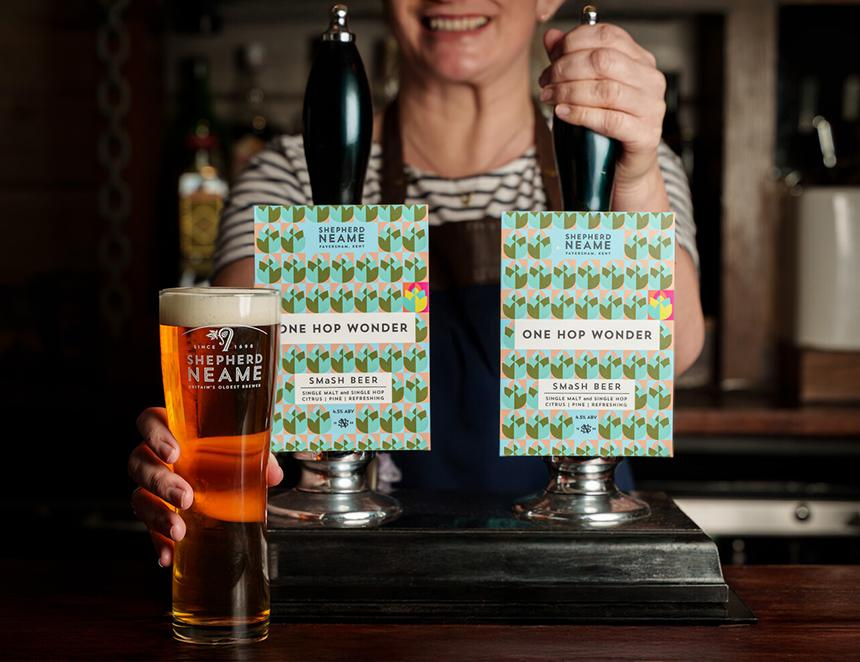 SINCE 1698
SHEPHERD
NEAME
BRITAIN'S OLDEST BREWER
SHEPHERD
NEAME
FAVERSHAM, KENT
ONE HOP WONDER
SMaSH BEER
SINGLE MALT and SINGLE HOP
CITRUS | PINE | REFRESHING
4.5% ABV
SHEPHERD
NEAME
FAVERSHAM, KENT
ONE HOP WONDER
SMaSH BEER
SINGLE MALT and SINGLE HOP
CITRUS | PINE | REFRESHING
4.5% ABV